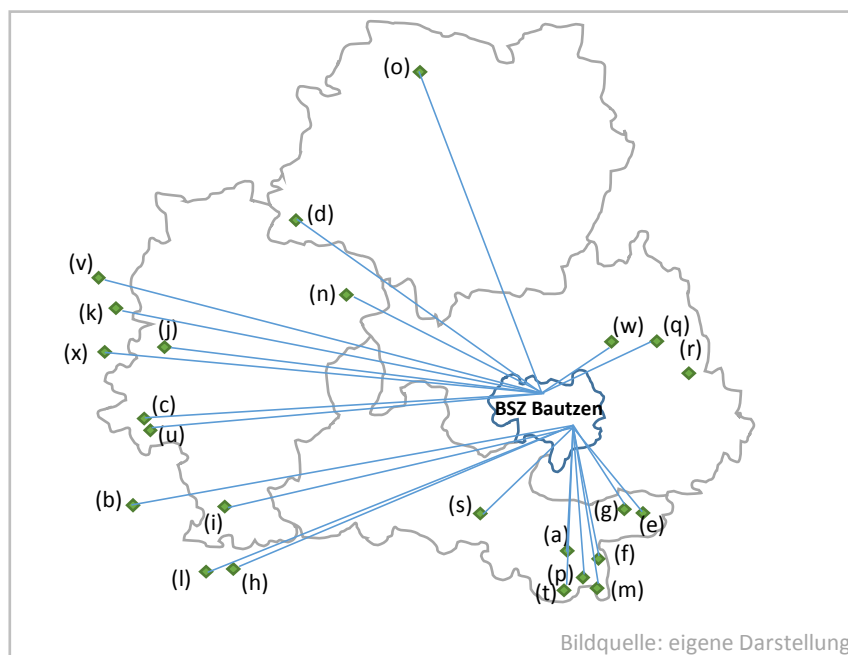 (o)
(d)
(v)
(n)
(k)
(j)
(w)
(q)
(x)
(r)
(c)
BSZ Bautzen
(u)
(b)
(s)
(g)
(i)
(e)
(a)
(f)
(l)
(h)
(p)
(t)
(m)
Bildquelle: eigene Darstellung